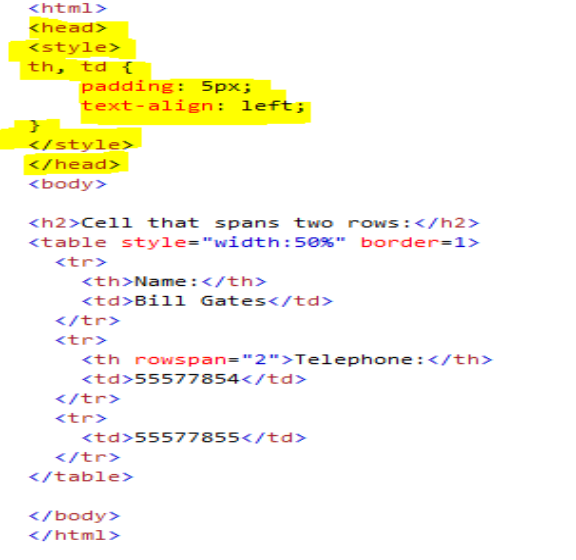 <html>
<head>
<style>
th, td {
    padding: 5px;
    text-align: left;
}
</style>
</head>
<body>

<h2>Cell that spans two rows:</h2>
<table style="width:50%" border=1>
  <tr>
    <th>Name:</th>
    <td>Bill Gates</td>
  </tr>
  <tr>
    <th rowspan="2">Telephone:</th>
    <td>55577854</td>
  </tr>
  <tr>
    <td>55577855</td>
  </tr>
</table>

</body>
</html>